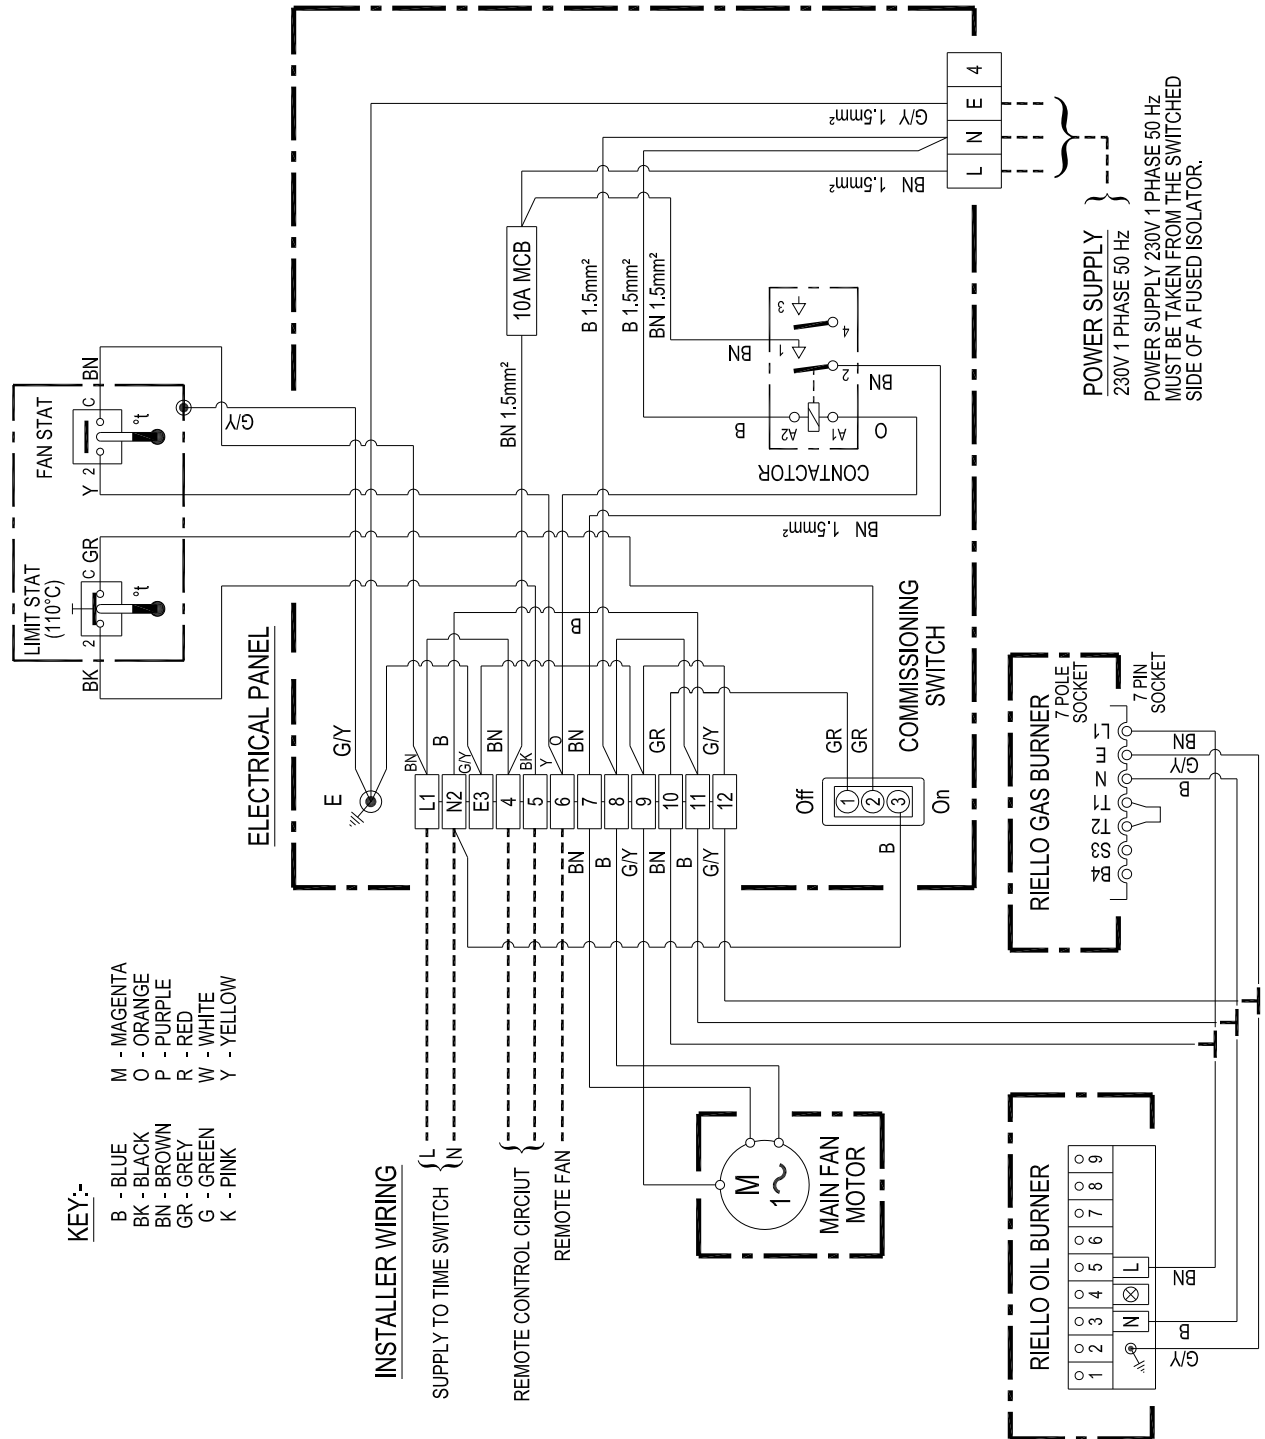 FAN STAT
BN
C
2
Y
°t
G/Y
LIMIT STAT
(110°C)
GR
C
2
BK
°t
ELECTRICAL PANEL
4
E
N
L
G/Y 1.5mm²
BN 1.5mm²
10A MCB
BN 1.5mm²
B 1.5mm²
B 1.5mm²
BN 1.5mm²
POWER SUPPLY
230V 1 PHASE 50 Hz
POWER SUPPLY 230V 1 PHASE 50 Hz
MUST BE TAKEN FROM THE SWITCHED
SIDE OF A FUSED ISOLATOR.
CONTACTOR
3
4
1
2
A2
A1
BN
BN
B
O
BN 1.5mm²
B
E
G/Y
BN
B
G/Y
BN
BK
Y
O
BN
GR
G/Y
L1
N2
E3
4
5
6
7
8
9
10
11
12
BN
B
G/Y
BN
B
G/Y
COMMISSIONING
SWITCH
GR
GR
Off
1
2
3
On
B
RIELLO GAS BURNER
7 POLE
SOCKET
7 PIN
SOCKET
L1
E
N
T1
T2
S3
B4
BN
G/Y
B
KEY:-
B - BLUE
BK - BLACK
BN - BROWN
GR - GREY
G - GREEN
K - PINK
M - MAGENTA
O - ORANGE
P - PURPLE
R - RED
W - WHITE
Y - YELLOW
INSTALLER WIRING
SUPPLY TO TIME SWITCH
L
N
REMOTE CONTROL CIRCIUT
REMOTE FAN
M
1~
MAIN FAN
MOTOR
RIELLO OIL BURNER
1 2 3 4 5 6 7 8 9
N
L
BN
B
G/Y